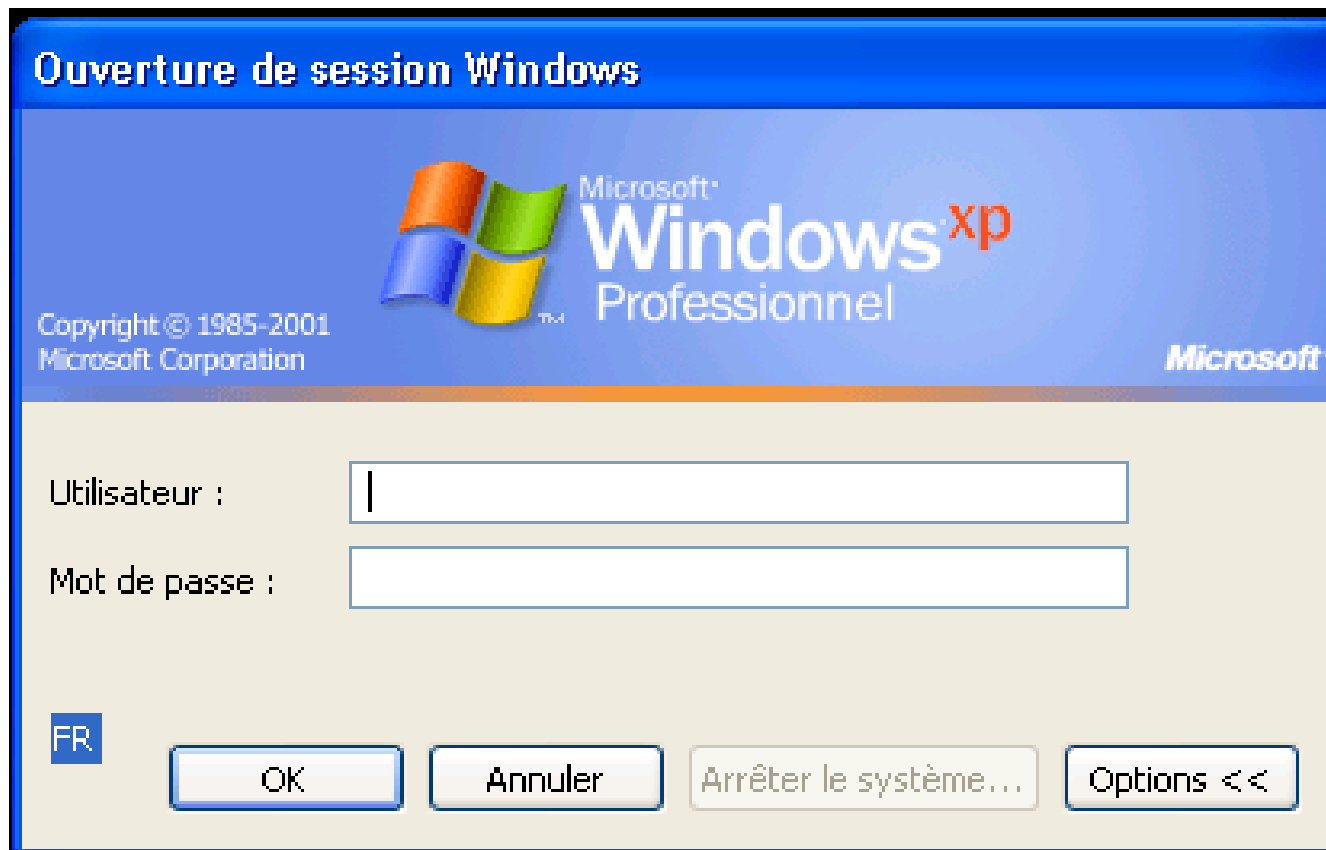 Ouverture de session Windows
Microsoft
Windows xp
Professionnel
TM
Copyright © 1985-2001
Microsoft Corporation
Microsoft
Utilisateur :
Mot de passe :
FR
OK Annuler Arrêter le système... Options <<